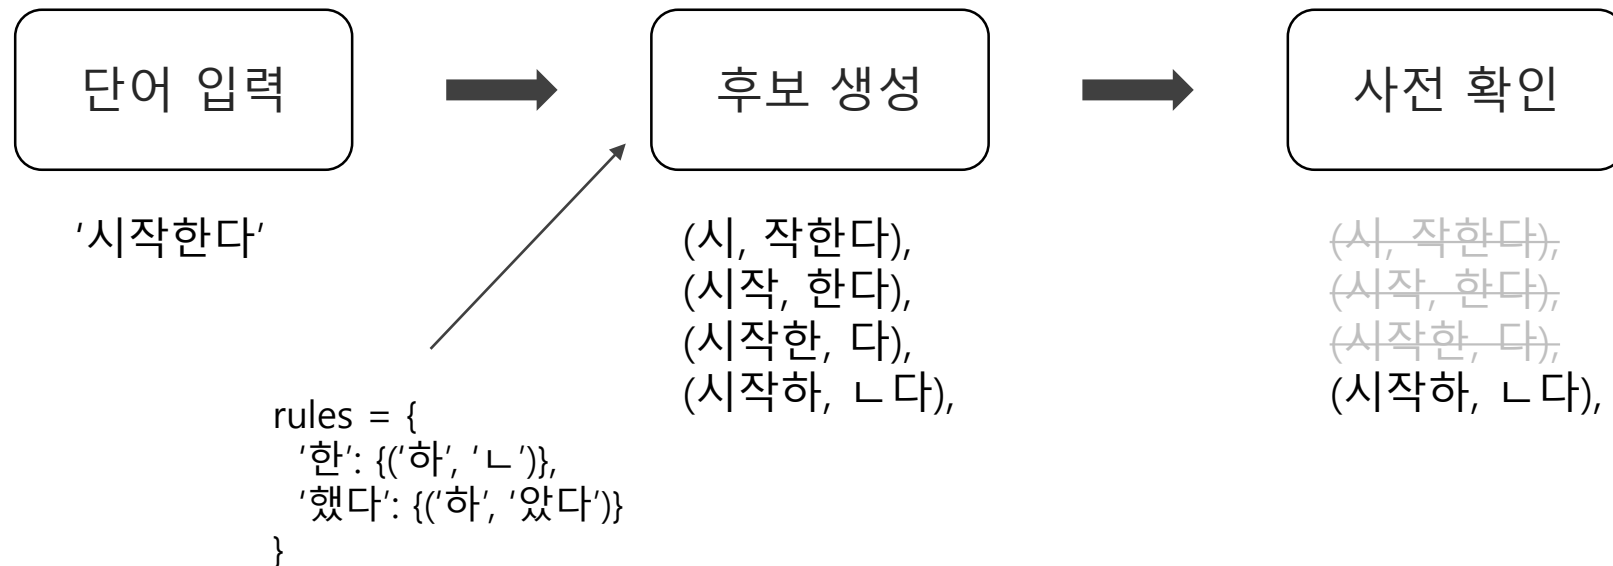 단어 입력
후보 생성
사전 확인
‘시작한다’
(시, 작한다),
(시작, 한다),
(시작한, 다),
(시작하, ㄴ다),
(시, 작한다),
(시작, 한다),
(시작한, 다),
(시작하, ㄴ다),
rules = {
‘한’: {(‘하’, ‘ㄴ’)},
‘했다’: {(‘하’, ‘았다’)}
}